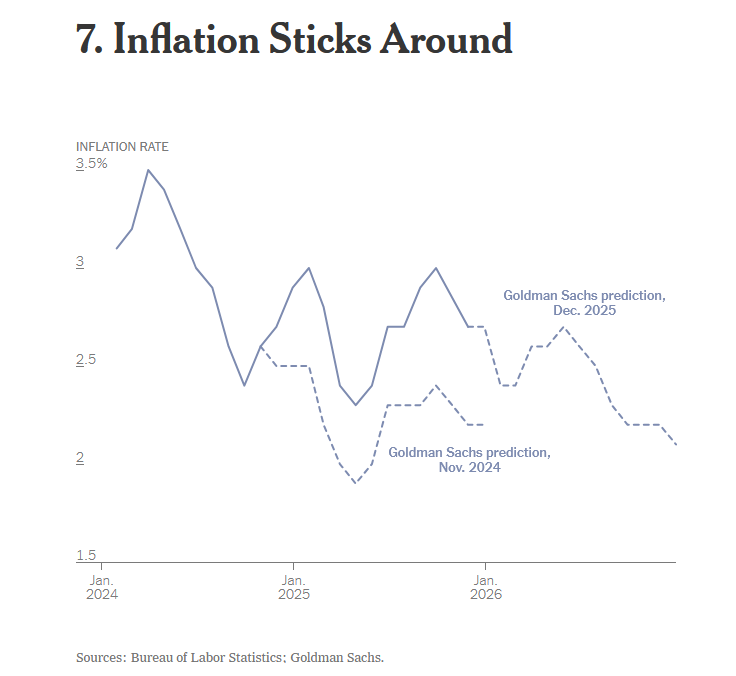 7. Inflation Sticks Around
INFLATION RATE
3.5%
3
Goldman Sachs prediction,
Dec. 2025
2.5
Goldman Sachs prediction,
Nov. 2024
2
1.5
Jan.
2024
Jan.
2025
Jan.
2026
Sources: Bureau of Labor Statistics; Goldman Sachs.